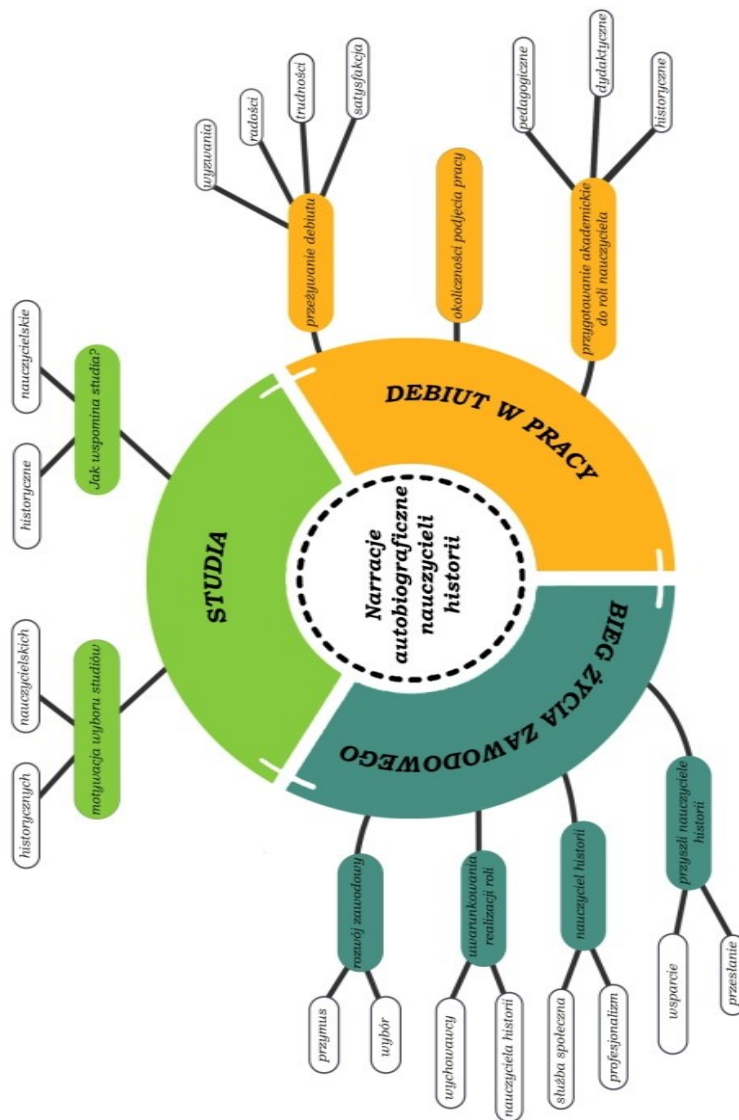 Narracje
autobiograficzne
nauczycieli
historii
STUDIA
motywacja wyboru studiów
historycznych
nauczycielskich
Jak wspomina studia?
historyczne
nauczycielskie
DEBIUT W PRACY
przeżywanie debiutu
wyzwania
radości
trudności
satysfakcja
okoliczności podjęcia pracy
przygotowanie akademickie
do roli nauczyciela
pedagogiczne
dydaktyczne
historyczne
BIEG ŻYCIA ZAWODOWEGO
rozwój zawodowy
przymus
wybór
uwarunkowania
realizacji roli
wychowawcy
nauczyciela historii
nauczyciel historii
służba społeczna
profesjonalizm
przyszli nauczyciele
historii
wsparcie
przesłanie